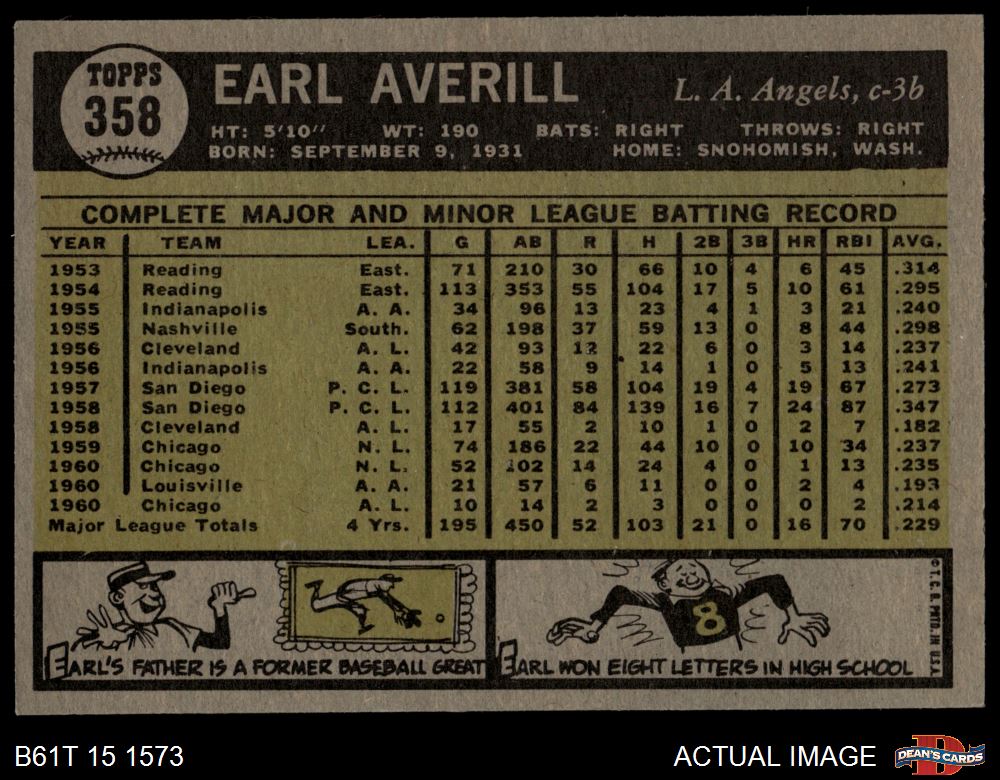 TOPPS
358
EARL AVERILL
L. A. Angels, c-3b
HT: 5'10" WT: 190 BATS: RIGHT THROWS: RIGHT
BORN: SEPTEMBER 9, 1931 HOME: SNOHOMISH, WASH.
COMPLETE MAJOR AND MINOR LEAGUE BATTING RECORD
YEAR TEAM LEA. G AB R H 2B 3B HR RBI AVG.
1953 Reading East. 71 210 30 66 10 4 6 45 .314
1954 Reading East. 113 353 55 104 17 5 10 61 .295
1955 Indianapolis A. A. 34 96 13 23 4 1 3 21 .240
1955 Nashville South. 62 198 37 59 13 0 8 44 .298
1956 Cleveland A. L. 42 93 12 22 6 0 3 14 .237
1956 Indianapolis A. A. 22 58 9 14 1 0 5 13 .241
1957 San Diego P. C. L. 119 381 58 104 19 4 19 67 .273
1958 San Diego P. C. L. 112 401 84 139 16 7 24 87 .347
1958 Cleveland A. L. 17 55 2 10 1 0 2 7 .182
1959 Chicago N. L. 74 186 22 44 10 0 10 34 .237
1960 Chicago N. L. 52 102 14 24 4 0 1 13 .235
1960 Louisville A. A. 21 57 6 11 0 0 2 4 .193
1960 Chicago A. L. 10 14 2 3 0 0 0 2 .214
Major League Totals 4 Yrs. 195 450 52 103 21 0 16 70 .229
EARL'S FATHER IS A FORMER BASEBALL GREAT
8
EARL WON EIGHT LETTERS IN HIGH SCHOOL
© T. C. G. PRTD. IN U.S.A.
B61T 15 1573
ACTUAL IMAGE
D
DEAN'S CARDS